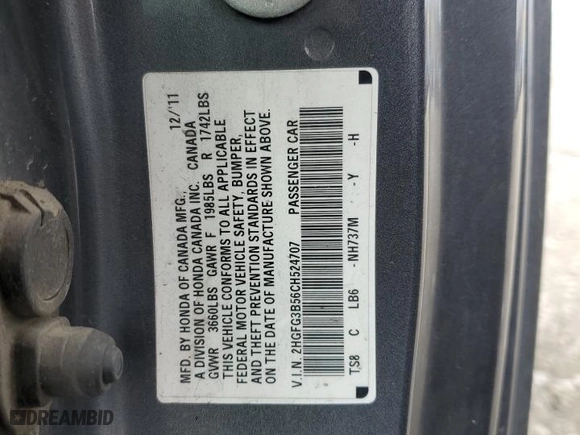 12/'11
MFD. BY HONDA OF CANADA MFG.,
A DIVISION OF HONDA CANADA INC. CANADA
GVWR 3660LBS GAWR F 1985LBS R 1742LBS
THIS VEHICLE CONFORMS TO ALL APPLICABLE
FEDERAL MOTOR VEHICLE SAFETY, BUMPER,
AND THEFT PREVENTION STANDARDS IN EFFECT
ON THE DATE OF MANUFACTURE SHOWN ABOVE.
V.I.N. 2HGFG3B56CH524707 PASSENGER CAR
TS8 C LB6 -NH737M -Y -H
DREAMBID